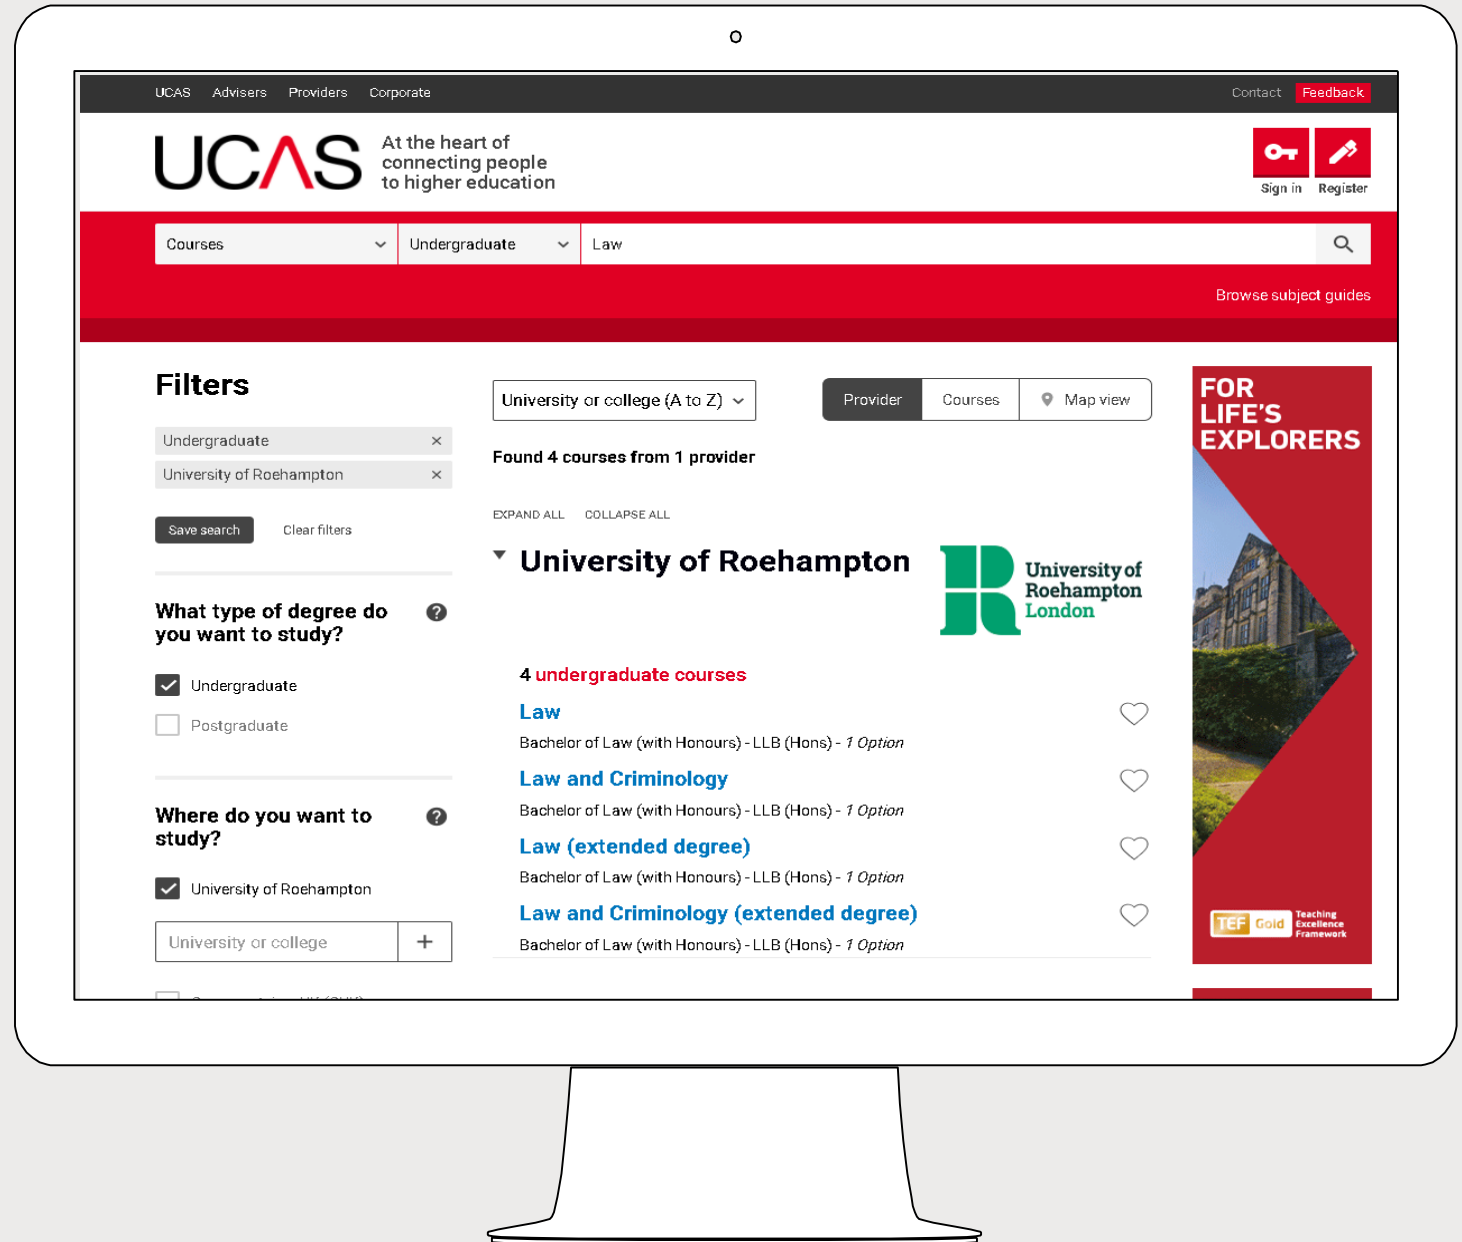 UCAS Advisers Providers Corporate
Contact Feedback
UCAS
At the heart of
connecting people
to higher education
Sign in Register
Courses Undergraduate Law
Browse subject guides
Filters
Undergraduate
University of Roehampton
Save search Clear filters
What type of degree do
you want to study?
Undergraduate
Postgraduate
Where do you want to
study?
University of Roehampton
University or college
University or college (A to Z)
Provider Courses Map view
Found 4 courses from 1 provider
EXPAND ALL COLLAPSE ALL
University of Roehampton
University of
Roehampton
London
4 undergraduate courses
Law
Bachelor of Law (with Honours) - LLB (Hons) - 1 Option
Law and Criminology
Bachelor of Law (with Honours) - LLB (Hons) - 1 Option
Law (extended degree)
Bachelor of Law (with Honours) - LLB (Hons) - 1 Option
Law and Criminology (extended degree)
Bachelor of Law (with Honours) - LLB (Hons) - 1 Option
FOR
LIFE'S
EXPLORERS
TEF Gold
Teaching
Excellence
Framework